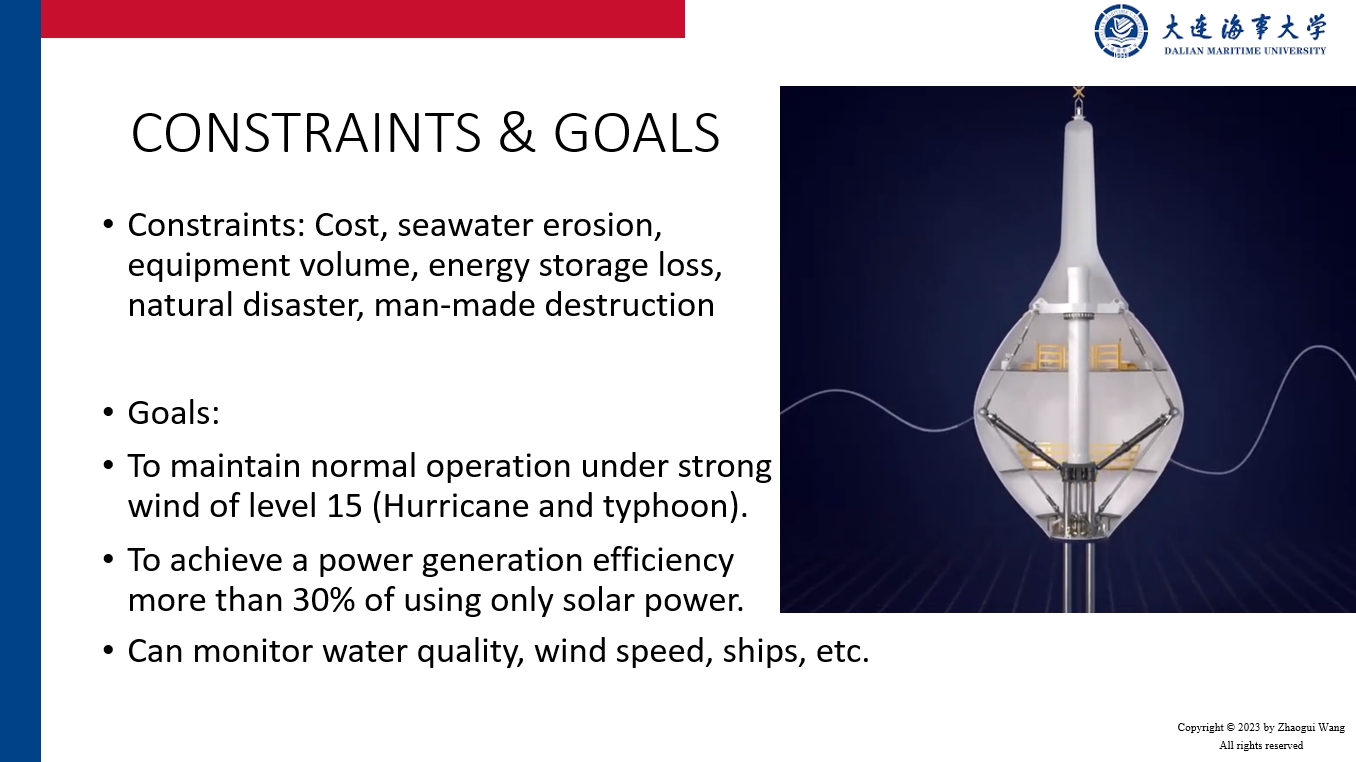 大连海事大学
DALIAN MARITIME UNIVERSITY
CONSTRAINTS & GOALS
• Constraints: Cost, seawater erosion,
equipment volume, energy storage loss,
natural disaster, man-made destruction
• Goals:
• To maintain normal operation under strong
wind of level 15 (Hurricane and typhoon).
• To achieve a power generation efficiency
more than 30% of using only solar power.
• Can monitor water quality, wind speed, ships, etc.
Copyright © 2023 by Zhaogui Wang
All rights reserved